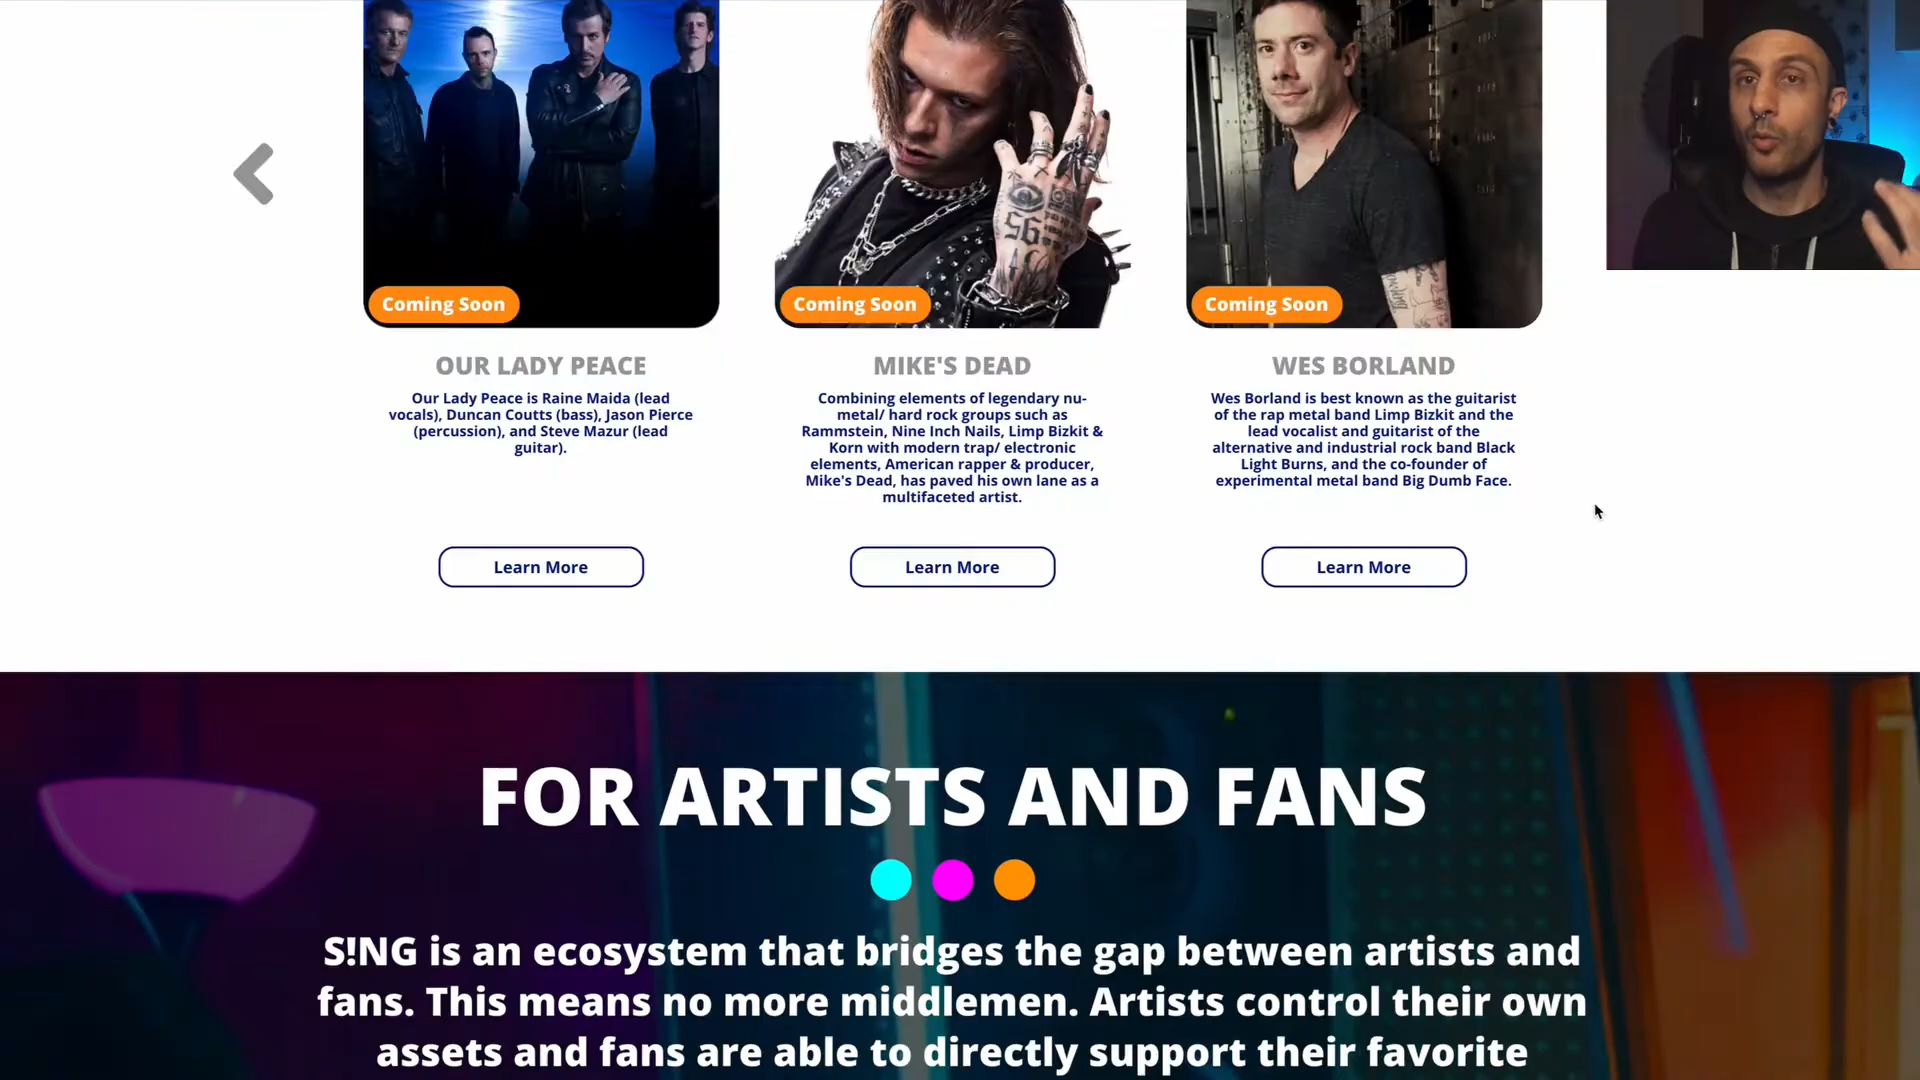 Coming Soon
Coming Soon
Coming Soon
OUR LADY PEACE
Our Lady Peace is Raine Maida (lead
vocals), Duncan Coutts (bass), Jason Pierce
(percussion), and Steve Mazur (lead
guitar).
Learn More
MIKE'S DEAD
Combining elements of legendary nu-
metal/ hard rock groups such as
Rammstein, Nine Inch Nails, Limp Bizkit &
Korn with modern trap/ electronic
elements, American rapper & producer,
Mike's Dead, has paved his own lane as a
multifaceted artist.
Learn More
WES BORLAND
Wes Borland is best known as the guitarist
of the rap metal band Limp Bizkit and the
lead vocalist and guitarist of the
alternative and industrial rock band Black
Light Burns, and the co-founder of
experimental metal band Big Dumb Face.
Learn More
FOR ARTISTS AND FANS
S!NG is an ecosystem that bridges the gap between artists and
fans. This means no more middlemen. Artists control their own
assets and fans are able to directly support their favorite